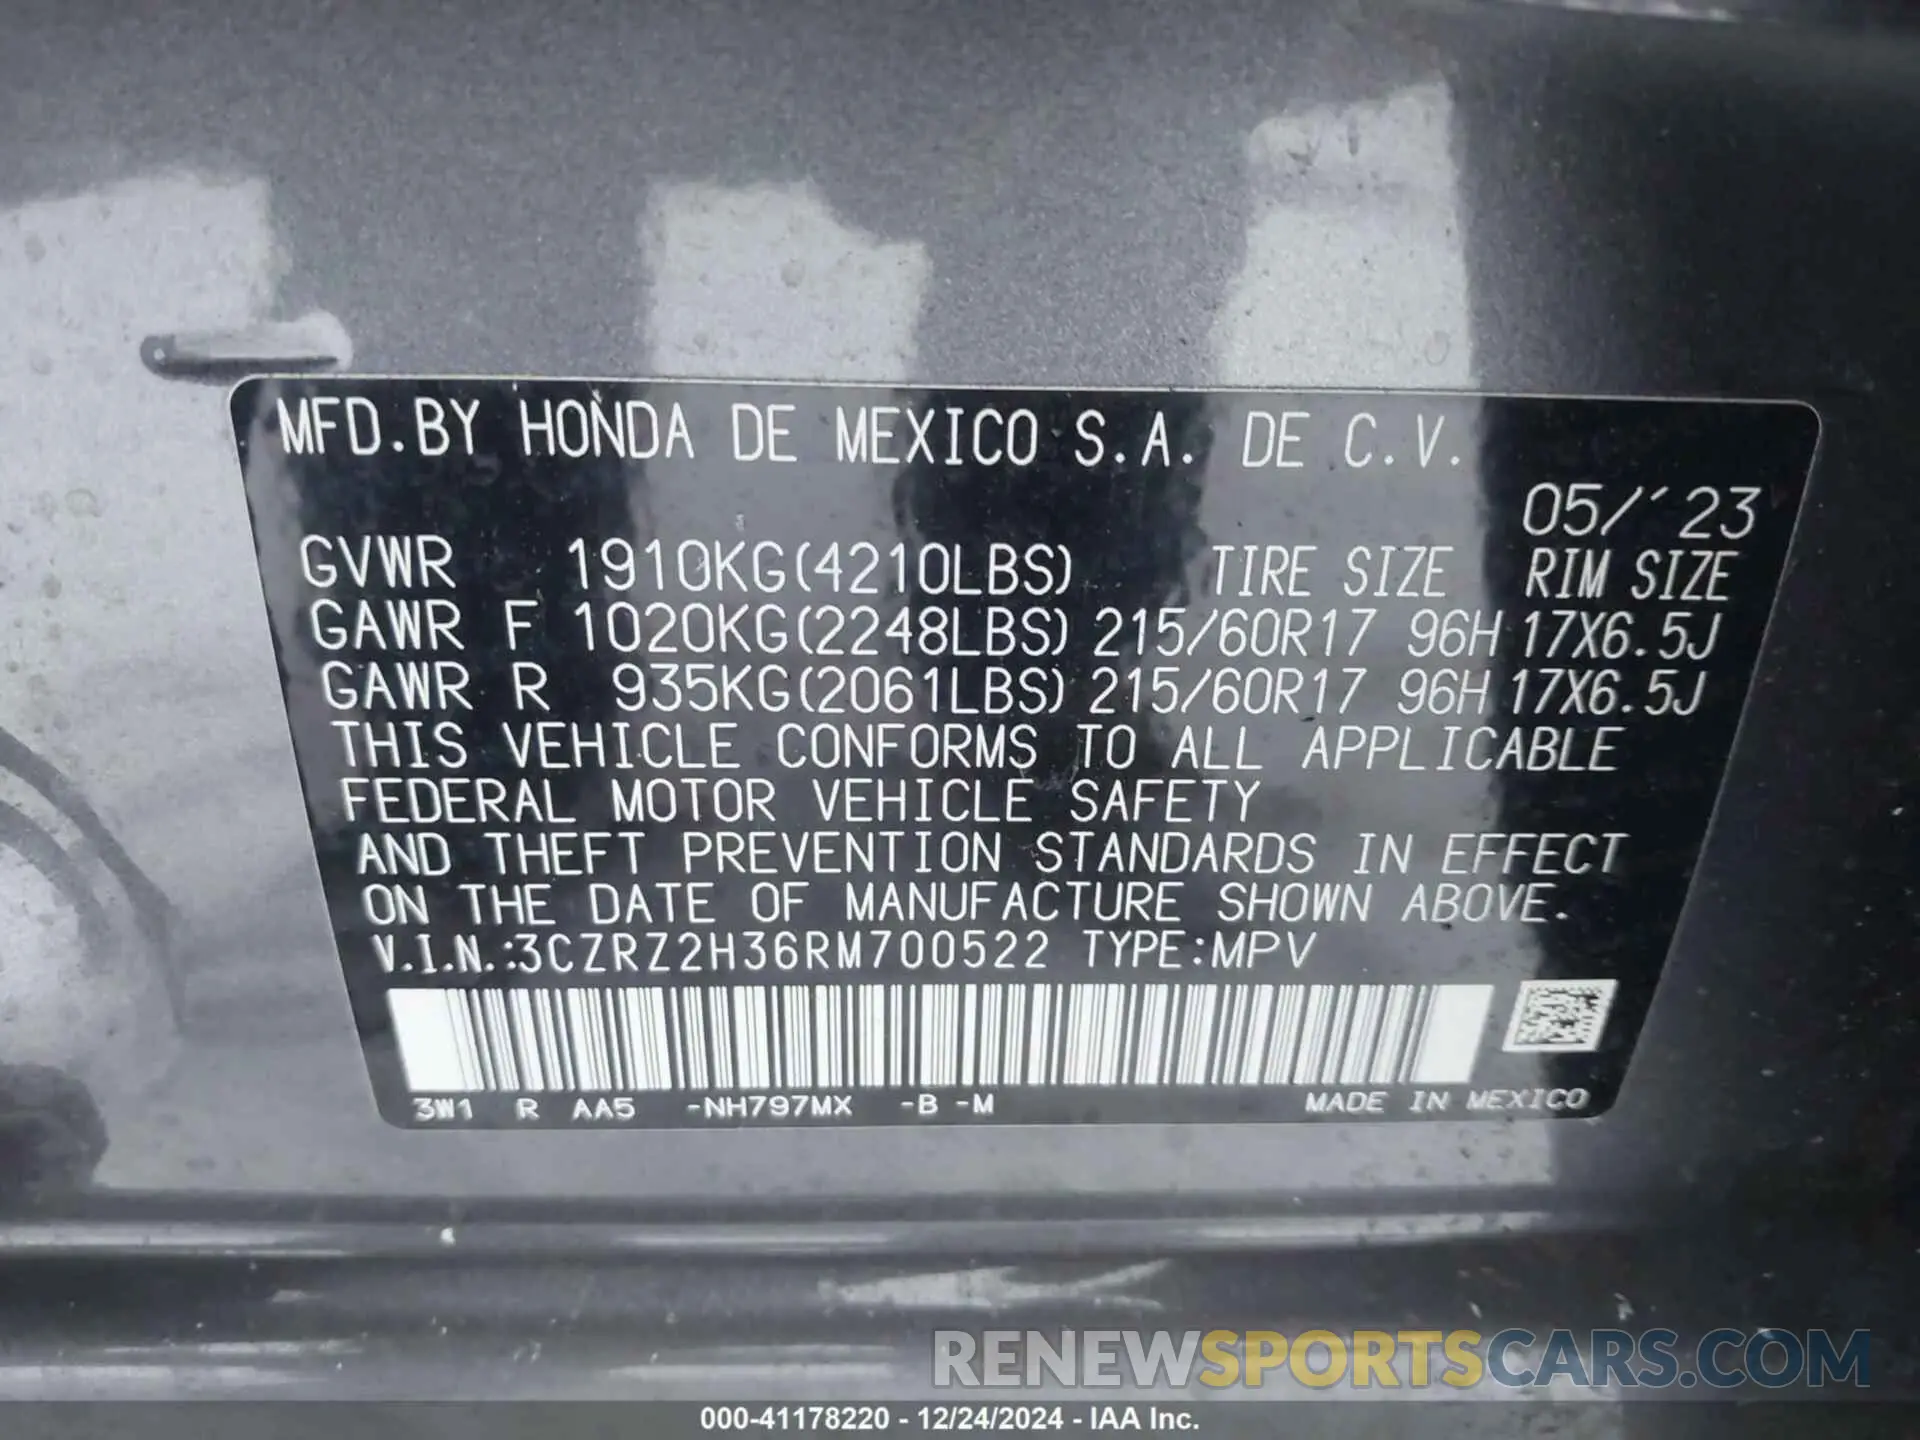 MFD.BY HONDA DE MEXICO S.A. DE C.V.
05/'23
GVWR 1910KG(4210LBS) TIRE SIZE RIM SIZE
GAWR F 1020KG(2248LBS) 215/60R17 96H 17X6.5J
GAWR R 935KG(2061LBS) 215/60R17 96H 17X6.5J
THIS VEHICLE CONFORMS TO ALL APPLICABLE
FEDERAL MOTOR VEHICLE SAFETY
AND THEFT PREVENTION STANDARDS IN EFFECT
ON THE DATE OF MANUFACTURE SHOWN ABOVE.
V.I.N.:3CZRZ2H36RM700522 TYPE:MPV
3W1 R AA5 -NH797MX -B -M MADE IN MEXICO
RENEWSPORTSCARS.COM
000-41178220 - 12/24/2024 - IAA Inc.